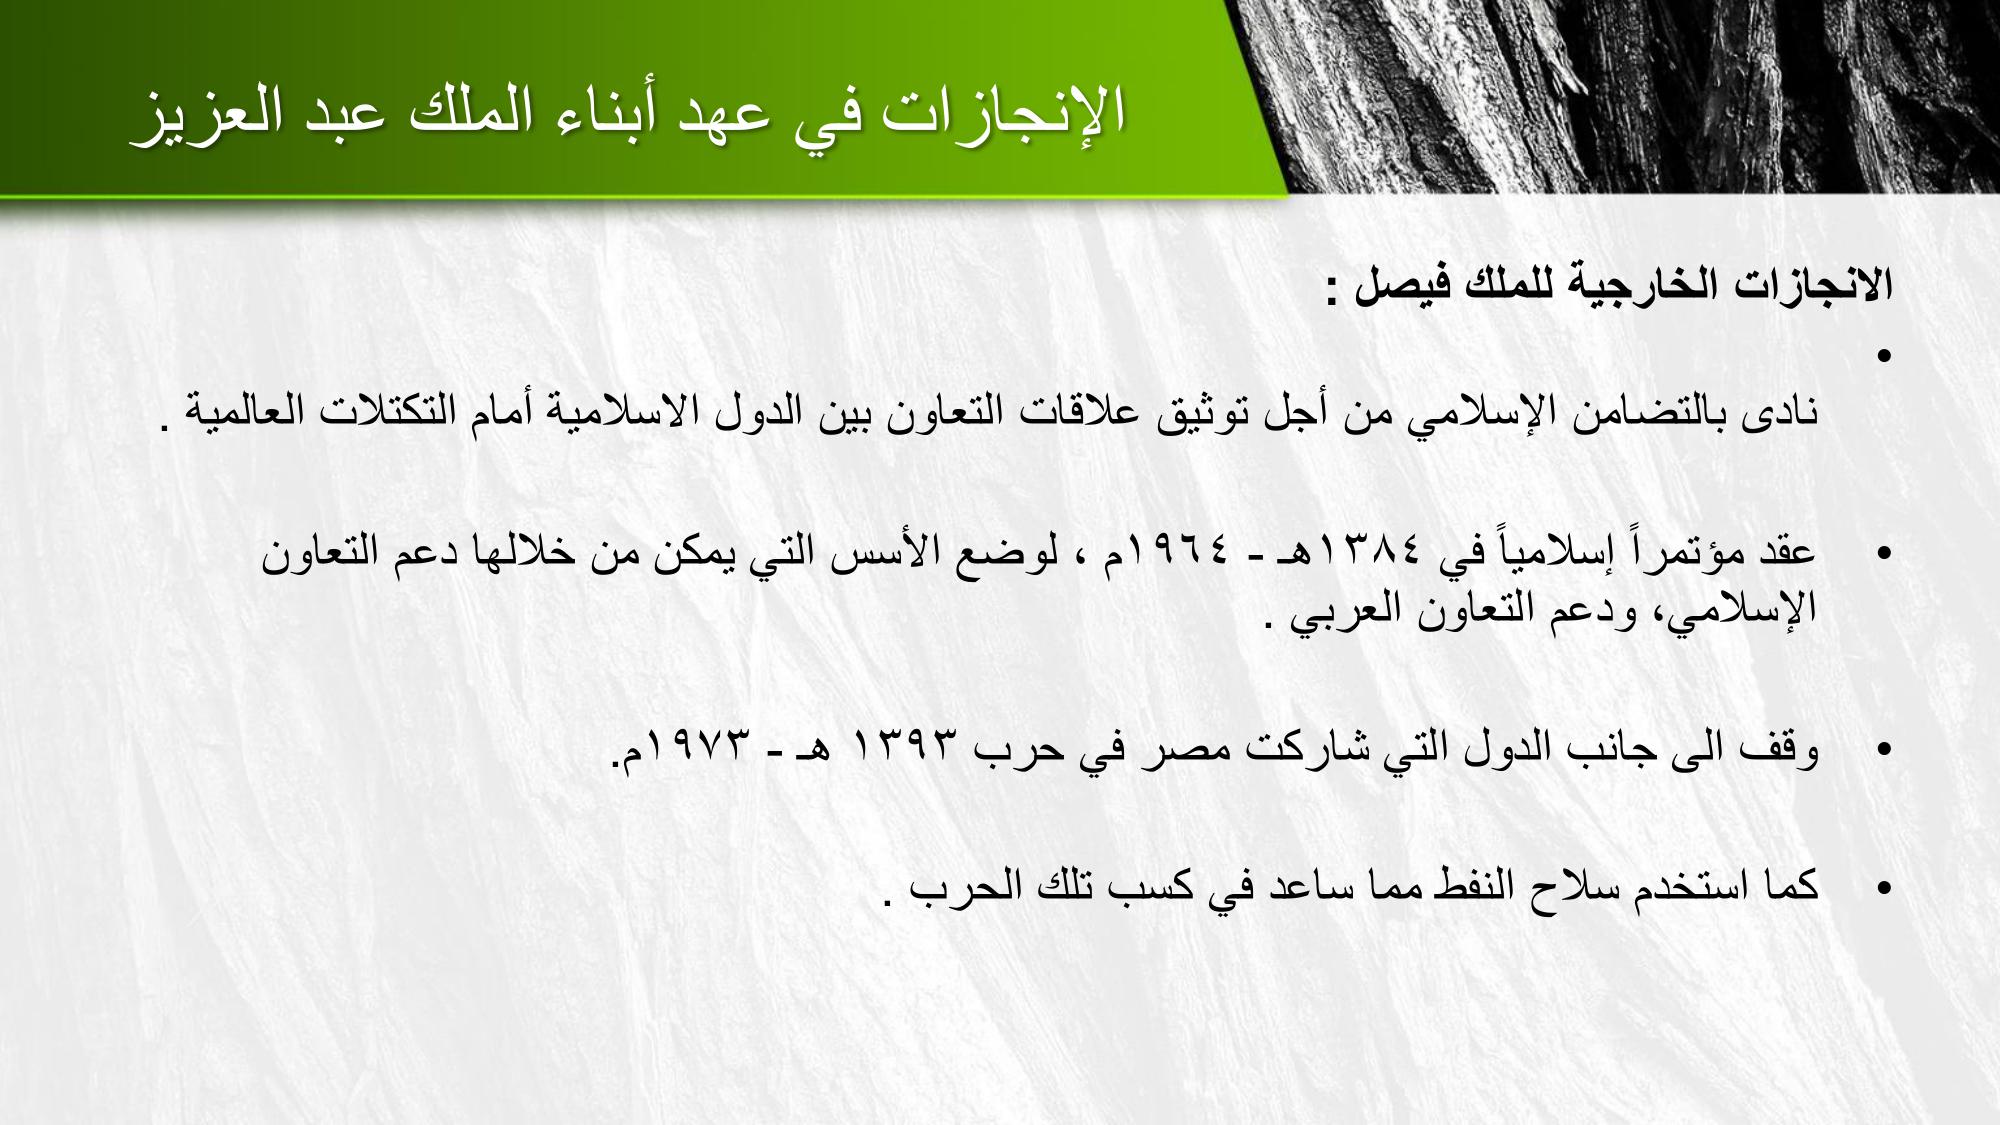 الإنجازات في عهد أبناء الملك عبد العزيز
الانجازات الخارجية للملك فيصل :
•
نادى بالتضامن الإسلامي من أجل توثيق علاقات التعاون بين الدول الاسلامية أمام التكتلات العالمية .
• عقد مؤتمراً إسلامياً في ١٣٨٤هـ - ١٩٦٤م ، لوضع الأسس التي يمكن من خلالها دعم التعاون
الإسلامي، ودعم التعاون العربي .
• وقف الى جانب الدول التي شاركت مصر في حرب ١٣٩٣ هـ - ١٩٧٣م.
• كما استخدم سلاح النفط مما ساعد في كسب تلك الحرب .